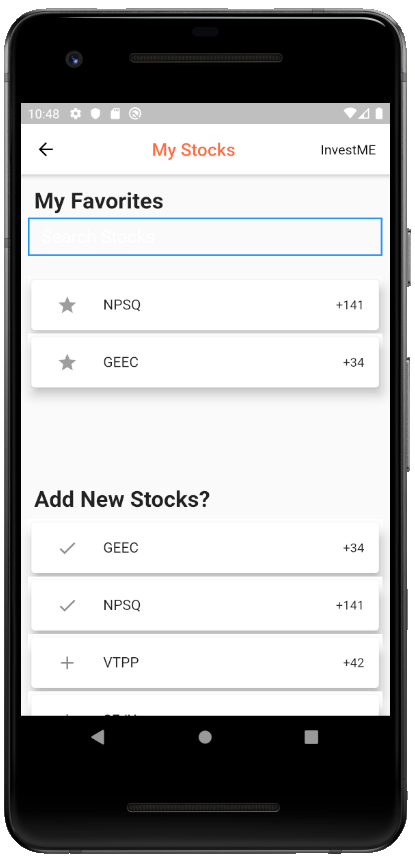 10:48
My Stocks
InvestME
My Favorites
Search Stocks
NPSQ +141
GEEC +34
Add New Stocks?
GEEC +34
NPSQ +141
VTPP +42